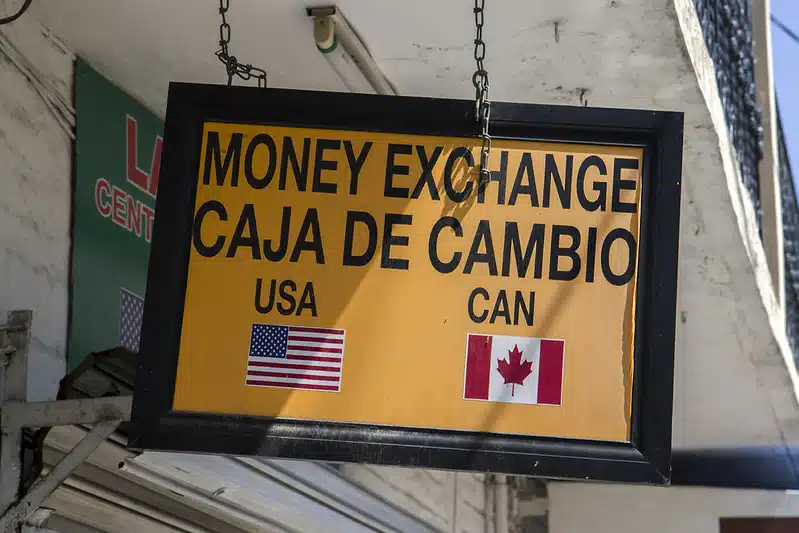 MONEY EXCHANGE
CAJA DE CAMBIO
USA CAN